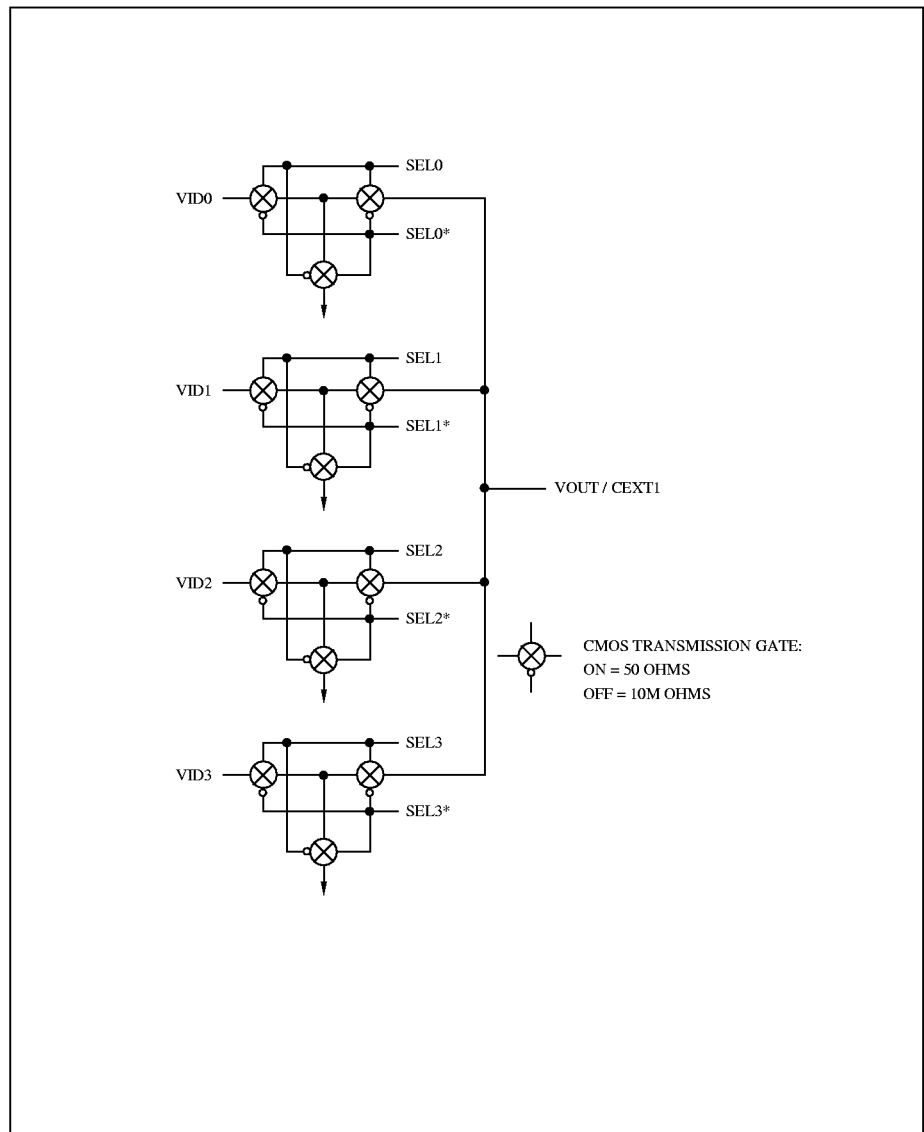 SEL0
VID0
SEL0*
SEL1
VID1
SEL1*
VOUT / CEXT1
SEL2
VID2
SEL2*
CMOS TRANSMISSION GATE:
ON = 50 OHMS
OFF = 10M OHMS
SEL3
VID3
SEL3*